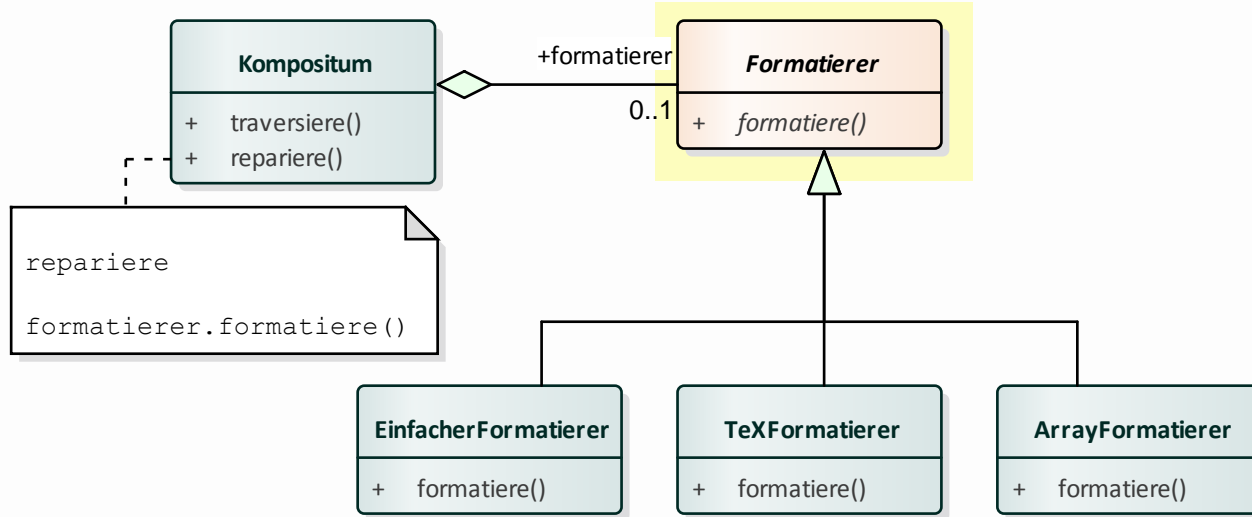 Kompositum
+ traversiere()
+ repariere()
+formatierer
0..1
Formatierer
+ formatiere()
repariere
formatierer.formatiere()
EinfacherFormatierer
+ formatiere()
TeXFormatierer
+ formatiere()
ArrayFormatierer
+ formatiere()